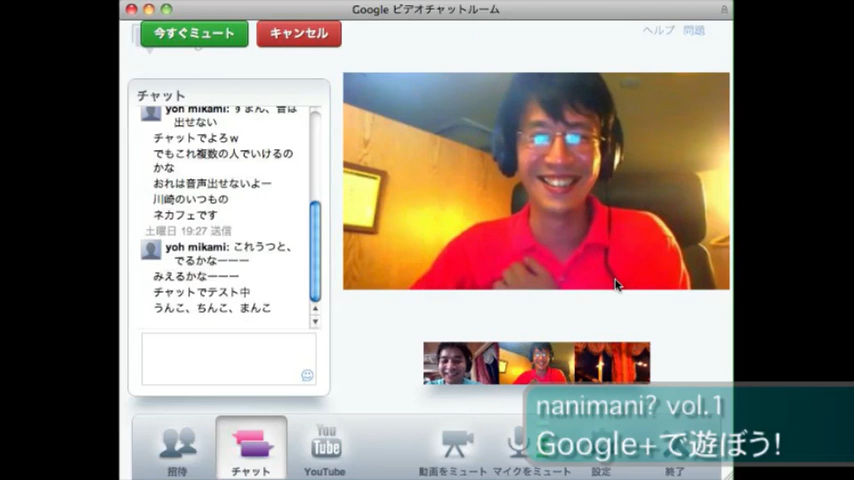 Google ビデオチャットルーム
今すぐミュート
キャンセル
ヘルプ 問題
チャット
yoh mikami: すまん、音は
出せない
チャットでよろw
でもこれ複数の人でいけるの
かな
おれは音声出せないよー
川崎のいつもの
ネカフェです
土曜日 19:27 送信
yoh mikami: これうつと、
でるかなーーー
みえるかなーーー
チャットでテスト中
うんこ、ちんこ、まんこ
nanimani? vol.1
Google+で遊ぼう!
You
Tube
招待
チャット
YouTube
動画をミュート
マイクをミュート
設定
終了